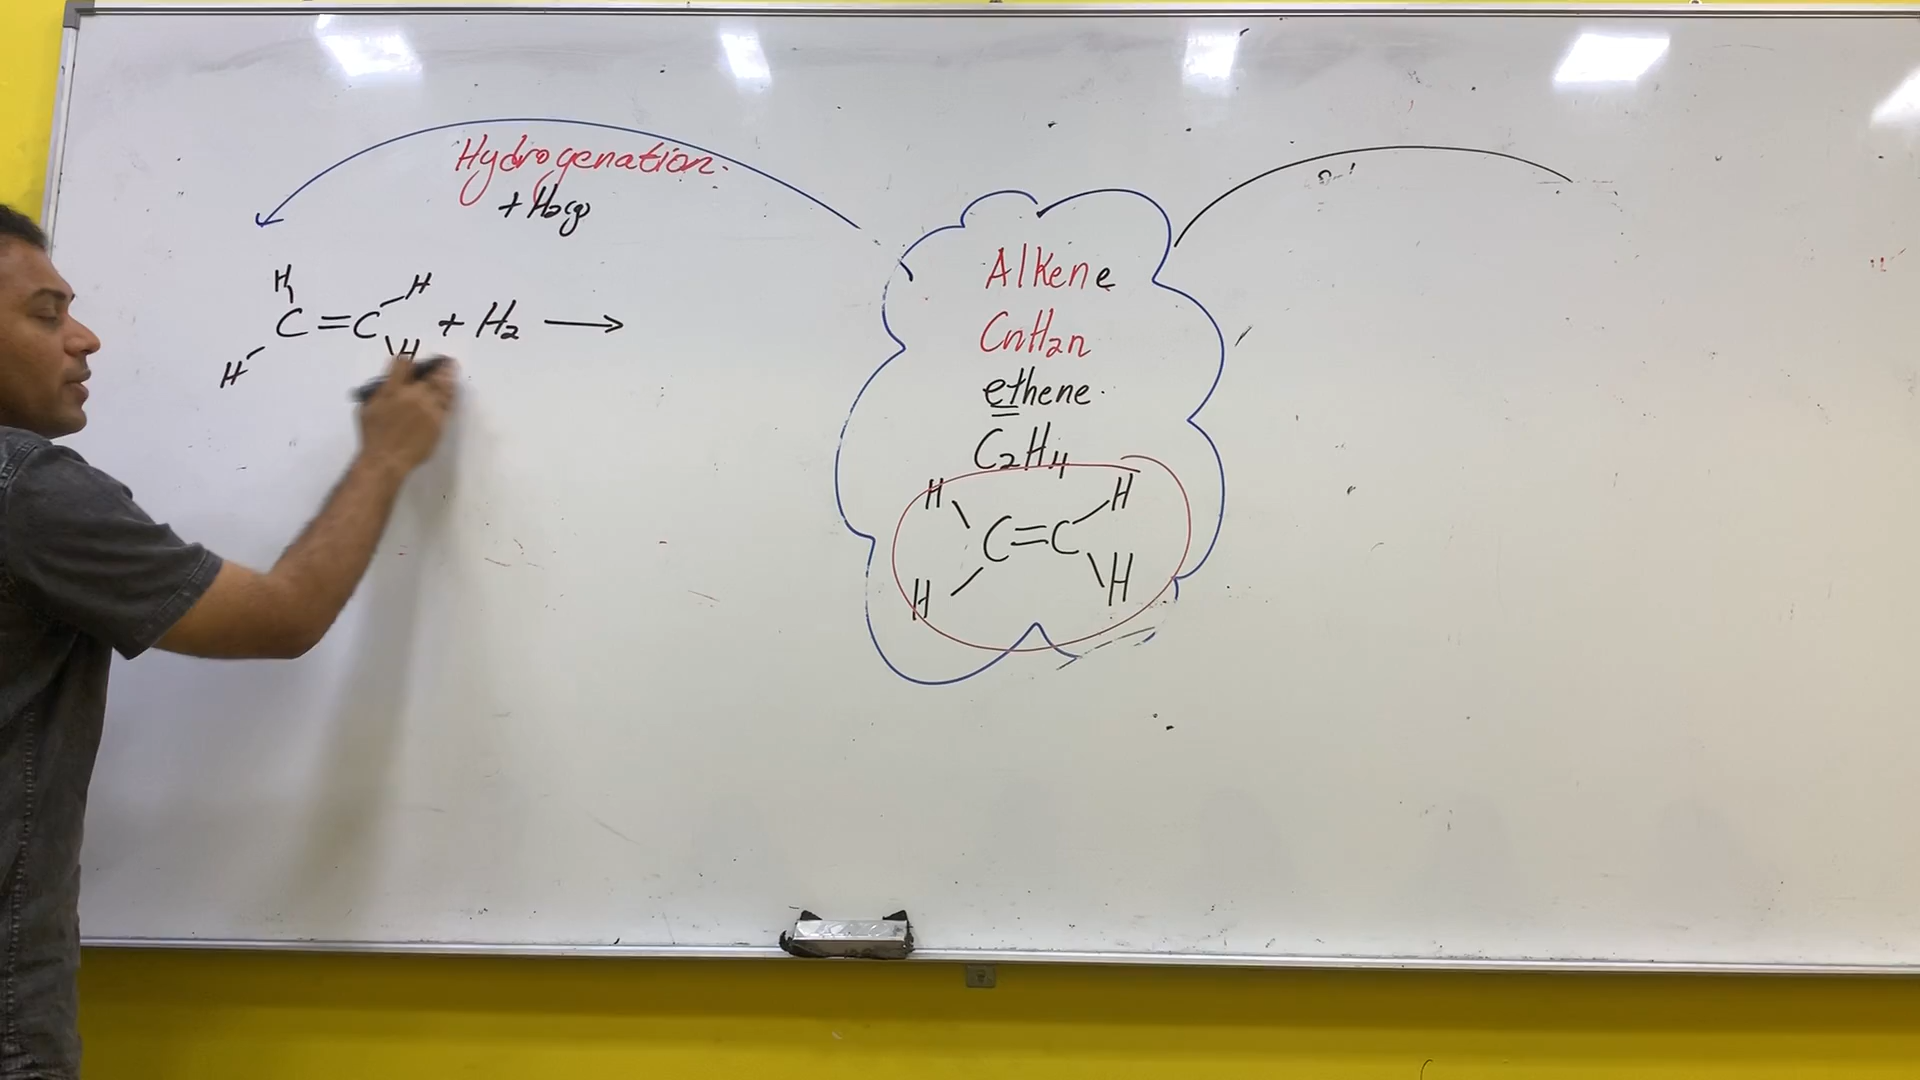 Hydrogenation.
+ H₂(g)
H H
C = C + H₂ ⟶
H H
Alkene
CnH₂n
ethene.
C₂H₄
H H
C = C
H H